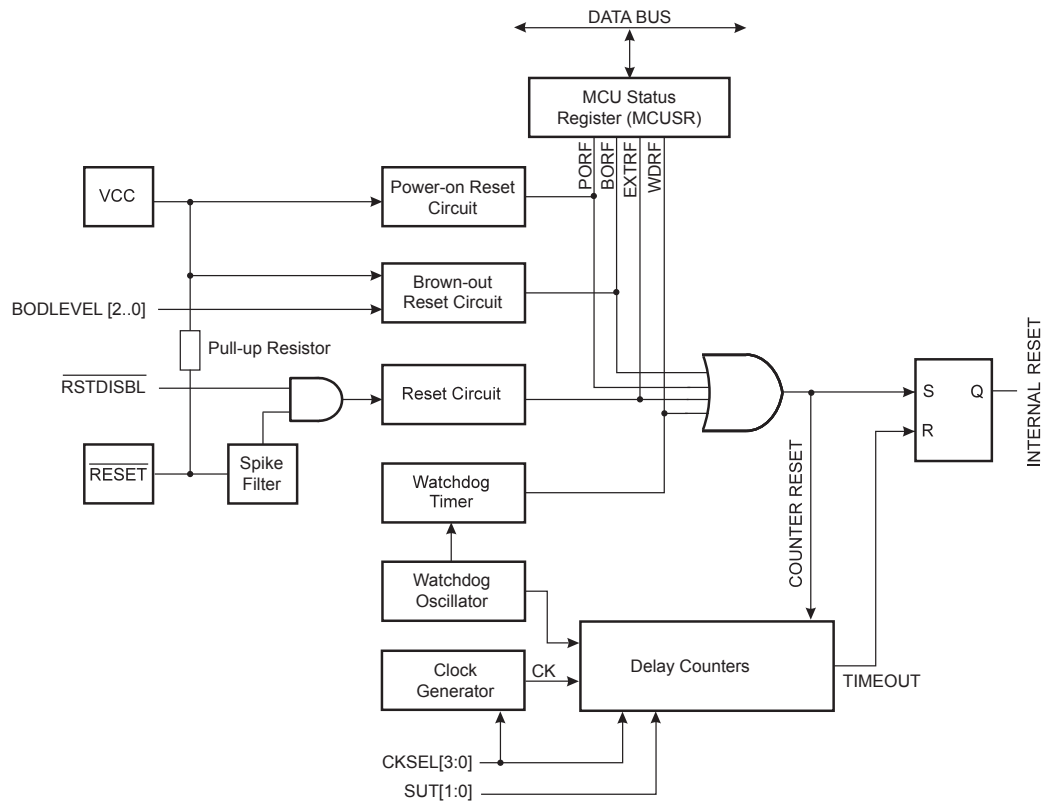 DATA BUS
MCU Status
Register (MCUSR)
PORF
BORF
EXTRF
WDRF
VCC
Power-on Reset
Circuit
Brown-out
Reset Circuit
BODLEVEL [2..0]
Pull-up Resistor
RSTDISBL
Reset Circuit
RESET
Spike
Filter
Watchdog
Timer
Watchdog
Oscillator
Clock
Generator
CK
Delay Counters
COUNTER RESET
S
Q
R
INTERNAL RESET
TIMEOUT
CKSEL[3:0]
SUT[1:0]